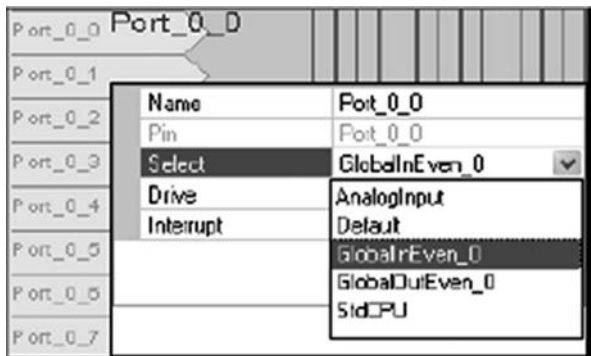 Port_0_0 Port_0_0
Port_0_1
Port_0_2
Port_0_3
Port_0_4
Port_0_5
Port_0_6
Port_0_7
Name Port_0_0
Pin Port_0_0
Select GlobalInEven_0
Drive
Interrupt
AnalogInput
Default
GlobalInEven_0
GlobalOutEven_0
StdCPU